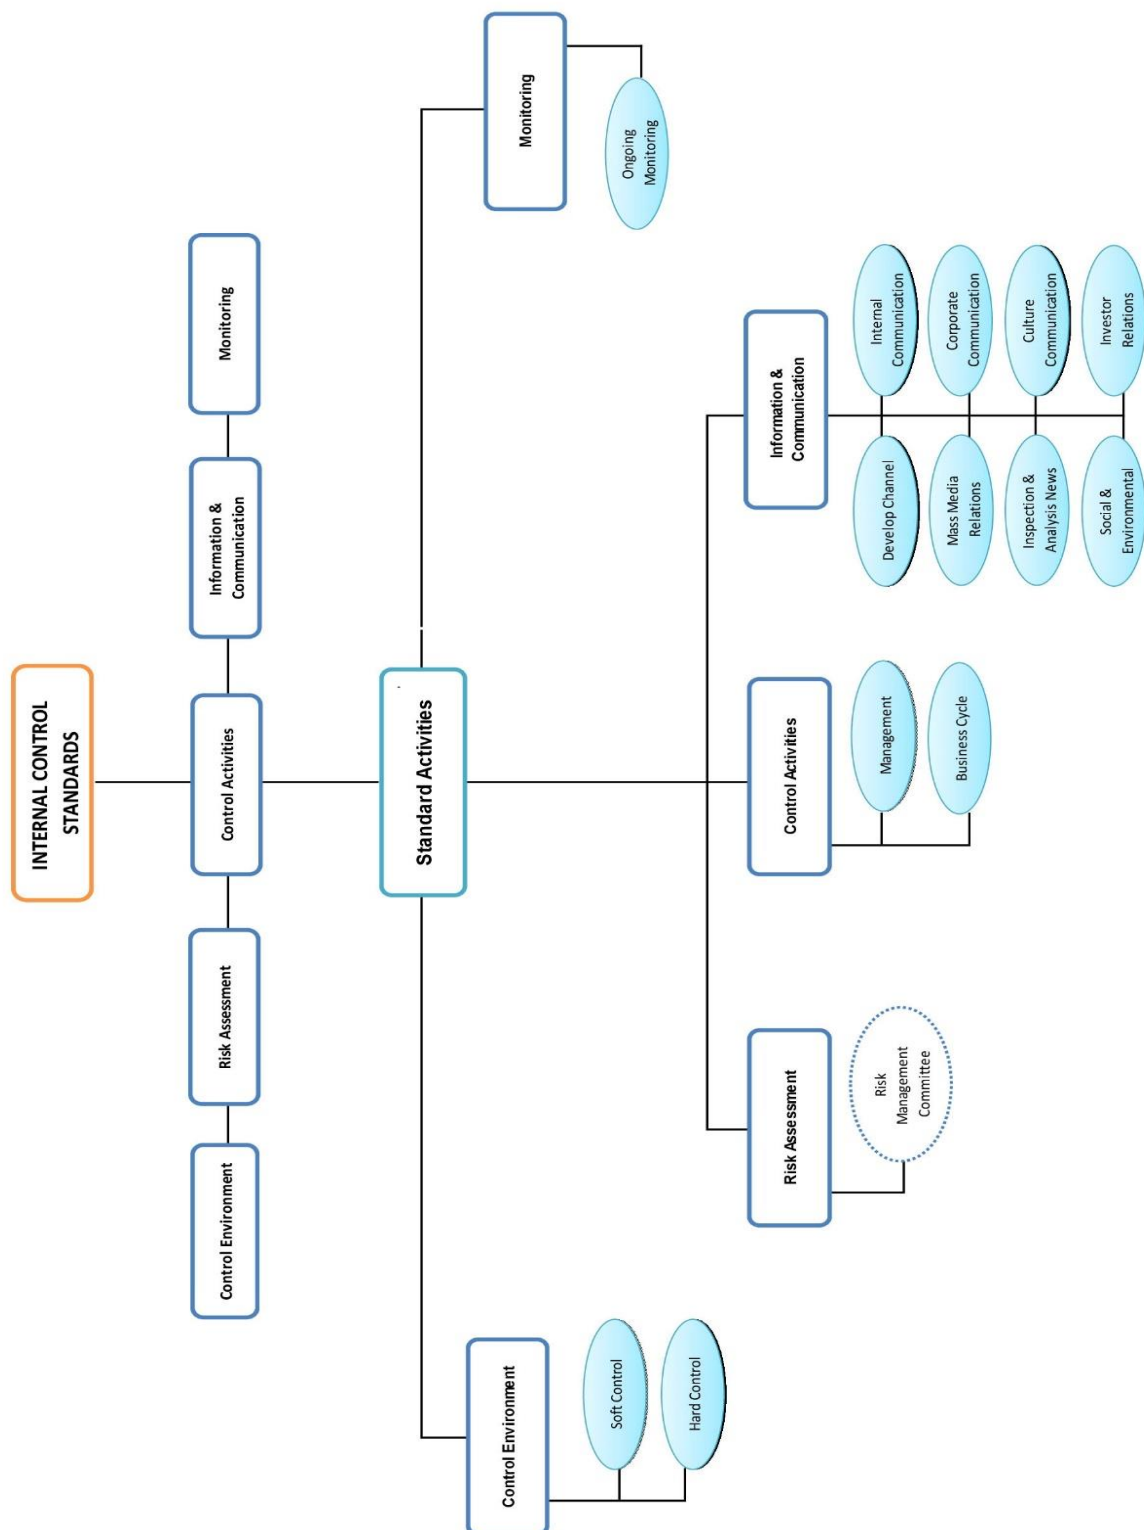 INTERNAL CONTROL
STANDARDS
Control Environment
Risk Assessment
Control Activities
Information &
Communication
Monitoring
Standard Activities
Control Environment
Soft Control
Hard Control
Risk Assessment
Risk
Management
Committee
Control Activities
Management
Business Cycle
Information &
Communication
Develop Channel
Internal
Communication
Mass Media
Relations
Corporate
Communication
Inspection &
Analysis News
Culture
Communication
Social &
Environmental
Investor
Relations
Monitoring
Ongoing
Monitoring